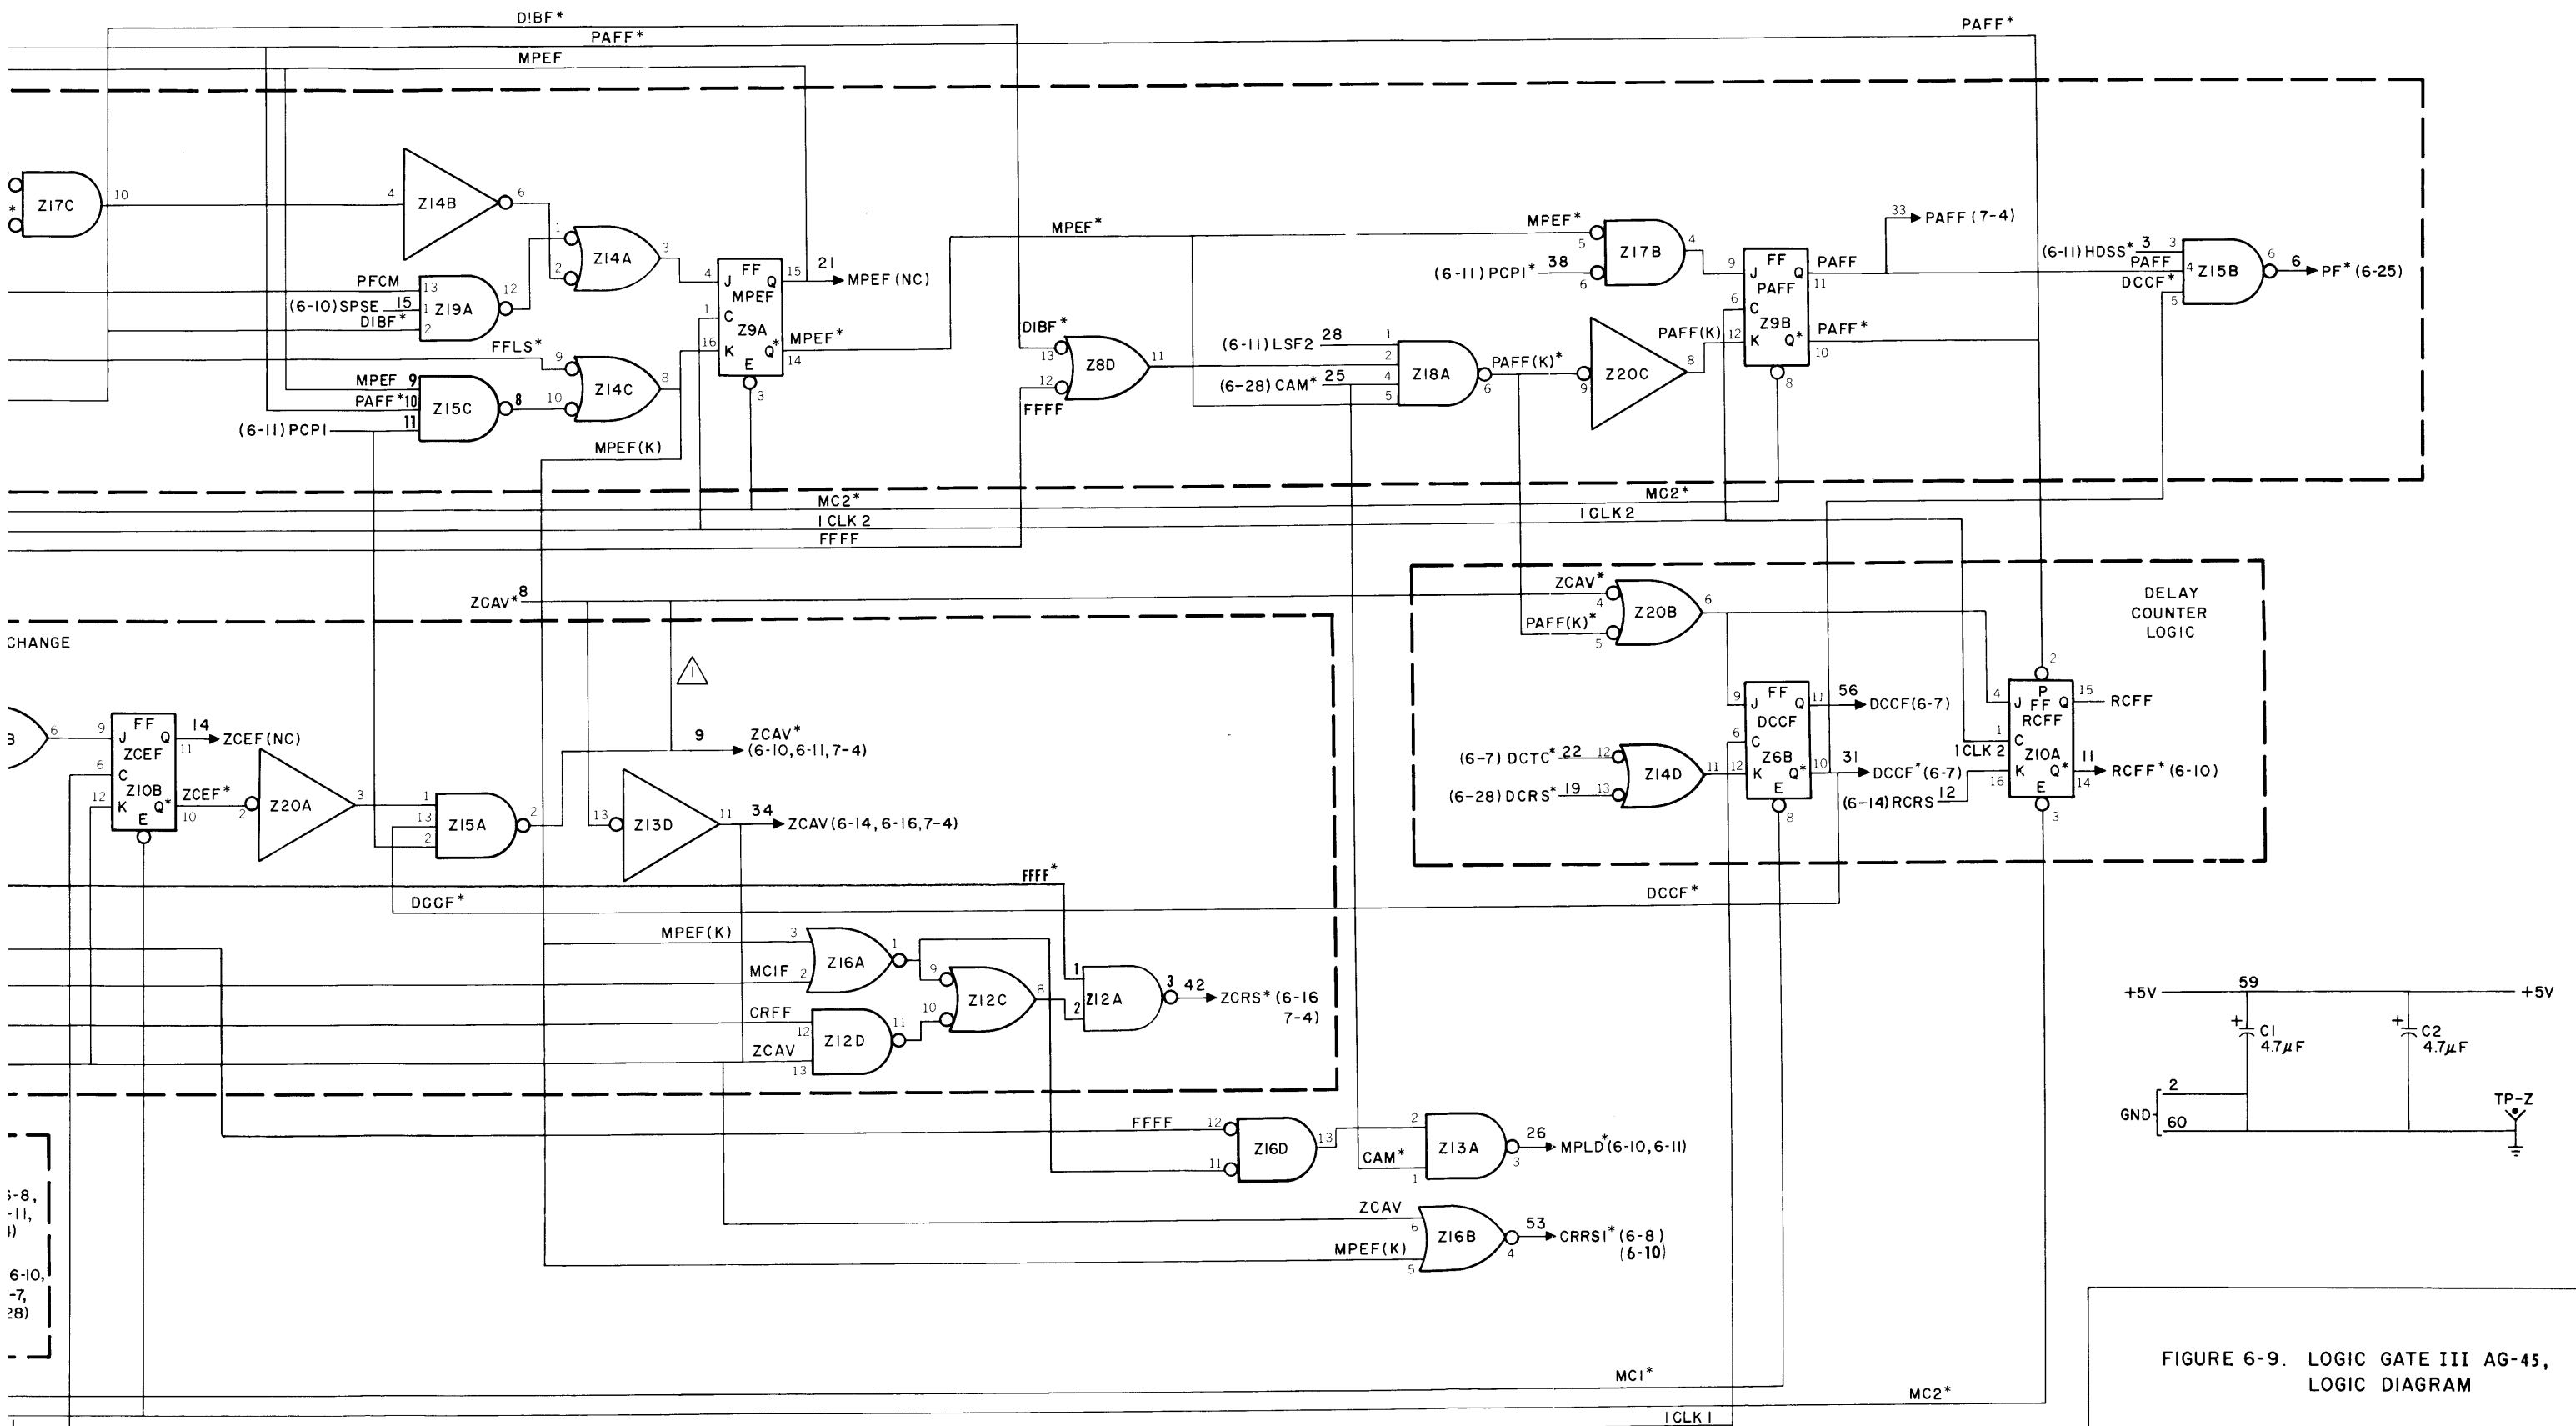 D!BF*
PAFF*
PAFF*
MPEF
*
Z17C
10
4
Z14B
6
1
2
Z14A
3
PFCM
13
(6-10)SPSE 15
1
DIBF*
2
Z19A
12
FFLS*
9
MPEF 9
PAFF* 10
(6-11)PCPI
11
Z15C
8
10
Z14C
8
MPEF(K)
4
J FF Q
MPEF
1
C
Z9A
16
K Q*
E
3
15
21
MPEF(NC)
MPEF*
14
MPEF*
DIBF*
13
12
FFFF
Z8D
11
MPEF*
5
(6-11)PCPI* 38
6
Z17B
4
(6-11)LSF2 28
1
2
(6-28)CAM* 25
4
5
Z18A
6
PAFF(K)*
9
Z20C
8
PAFF(K)
12
9
J FF Q
PAFF
6
C
Z9B
K Q*
8
PAFF
11
PAFF*
10
33
PAFF(7-4)
(6-11)HDSS* 3
3
PAFF
4
DCCF*
5
Z15B
6
6
PF*(6-25)
MC2*
MC2*
1CLK2
1CLK2
FFFF
ZCAV* 8
CHANGE
1
ZCAV*
4
PAFF(K)*
5
Z20B
6
DELAY
COUNTER
LOGIC
B
6
9
J FF Q
ZCEF
6
C
Z10B
12
K Q*
E
14
11
ZCEF(NC)
ZCEF*
10
2
Z20A
3
1
13
2
Z15A
2
9
ZCAV*
(6-10,6-11,7-4)
13
Z13D
11
34
ZCAV(6-14,6-16,7-4)
(6-7) DCTC* 22
12
(6-28) DCRS* 19
13
Z14D
11
9
J FF Q
DCCF
6
C
Z6B
12
K Q*
E
8
11
56
DCCF(6-7)
10
31
DCCF*(6-7)
(6-14)RCRS 12
2
P
4
J FF Q
RCFF
1
1CLK2
C
Z10A
16
K Q*
E
3
15
RCFF
11
14
RCFF*(6-10)
FFFF*
DCCF*
DCCF*
MPEF(K)
3
MCIF
2
Z16A
1
CRFF
12
ZCAV
13
Z12D
11
9
10
Z12C
8
1
2
Z12A
3
42
ZCRS*(6-16
7-4)
+5V
59
+5V
+
C1
4.7µF
+
C2
4.7µF
2
GND
60
TP-Z
FFFF
12
11
Z16D
13
2
CAM*
1
Z13A
3
26
MPLD*(6-10,6-11)
ZCAV
6
MPEF(K)
5
Z16B
4
53
CRRSI*(6-8)
(6-10)
6-8,
-11,
4)
6-10,
-7,
28)
MC1*
MC2*
1CLK1
FIGURE 6-9. LOGIC GATE III AG-45,
LOGIC DIAGRAM